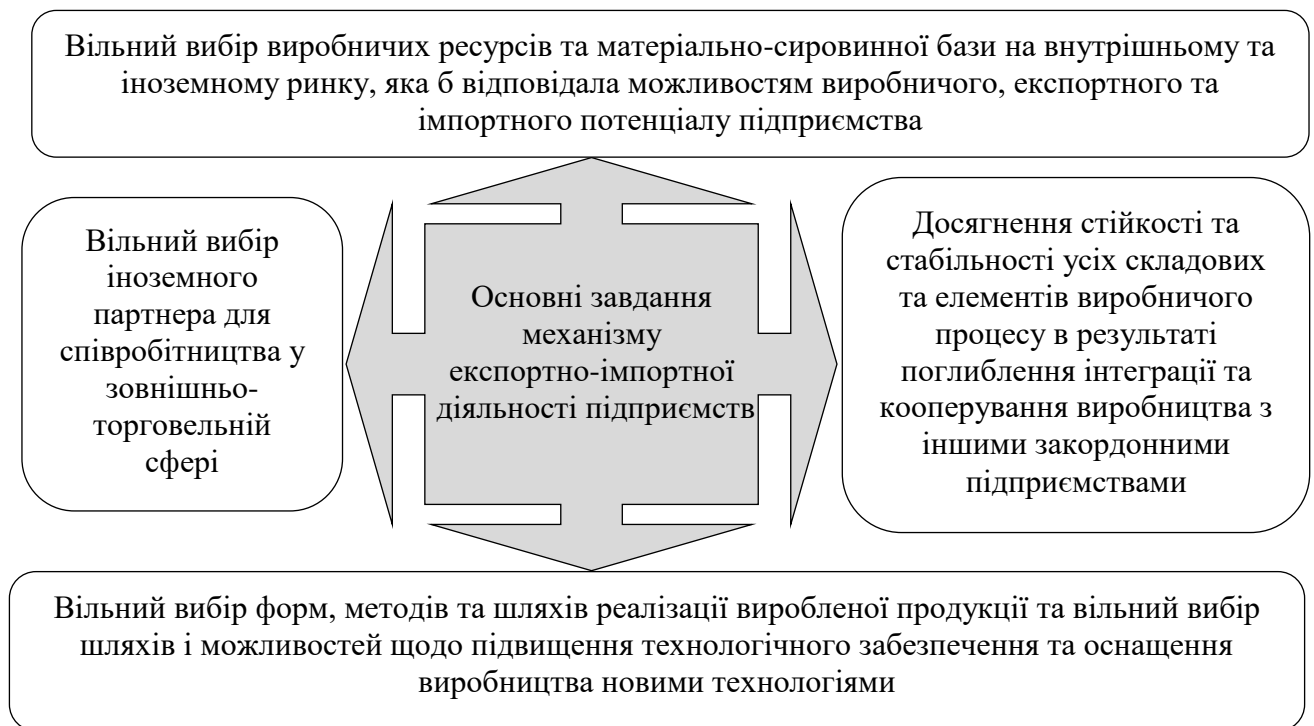 Вільний вибір виробничих ресурсів та матеріально-сировинної бази на внутрішньому та
іноземному ринку, яка б відповідала можливостям виробничого, експортного та
імпортного потенціалу підприємства
Вільний вибір
іноземного
партнера для
співробітництва у
зовнішньо-
торговельній
сфері
Основні завдання
механізму
експортно-імпортної
діяльності підприємств
Досягнення стійкості та
стабільності усіх складових
та елементів виробничого
процесу в результаті
поглиблення інтеграції та
кооперування виробництва з
іншими закордонними
підприємствами
Вільний вибір форм, методів та шляхів реалізації виробленої продукції та вільний вибір
шляхів і можливостей щодо підвищення технологічного забезпечення та оснащення
виробництва новими технологіями